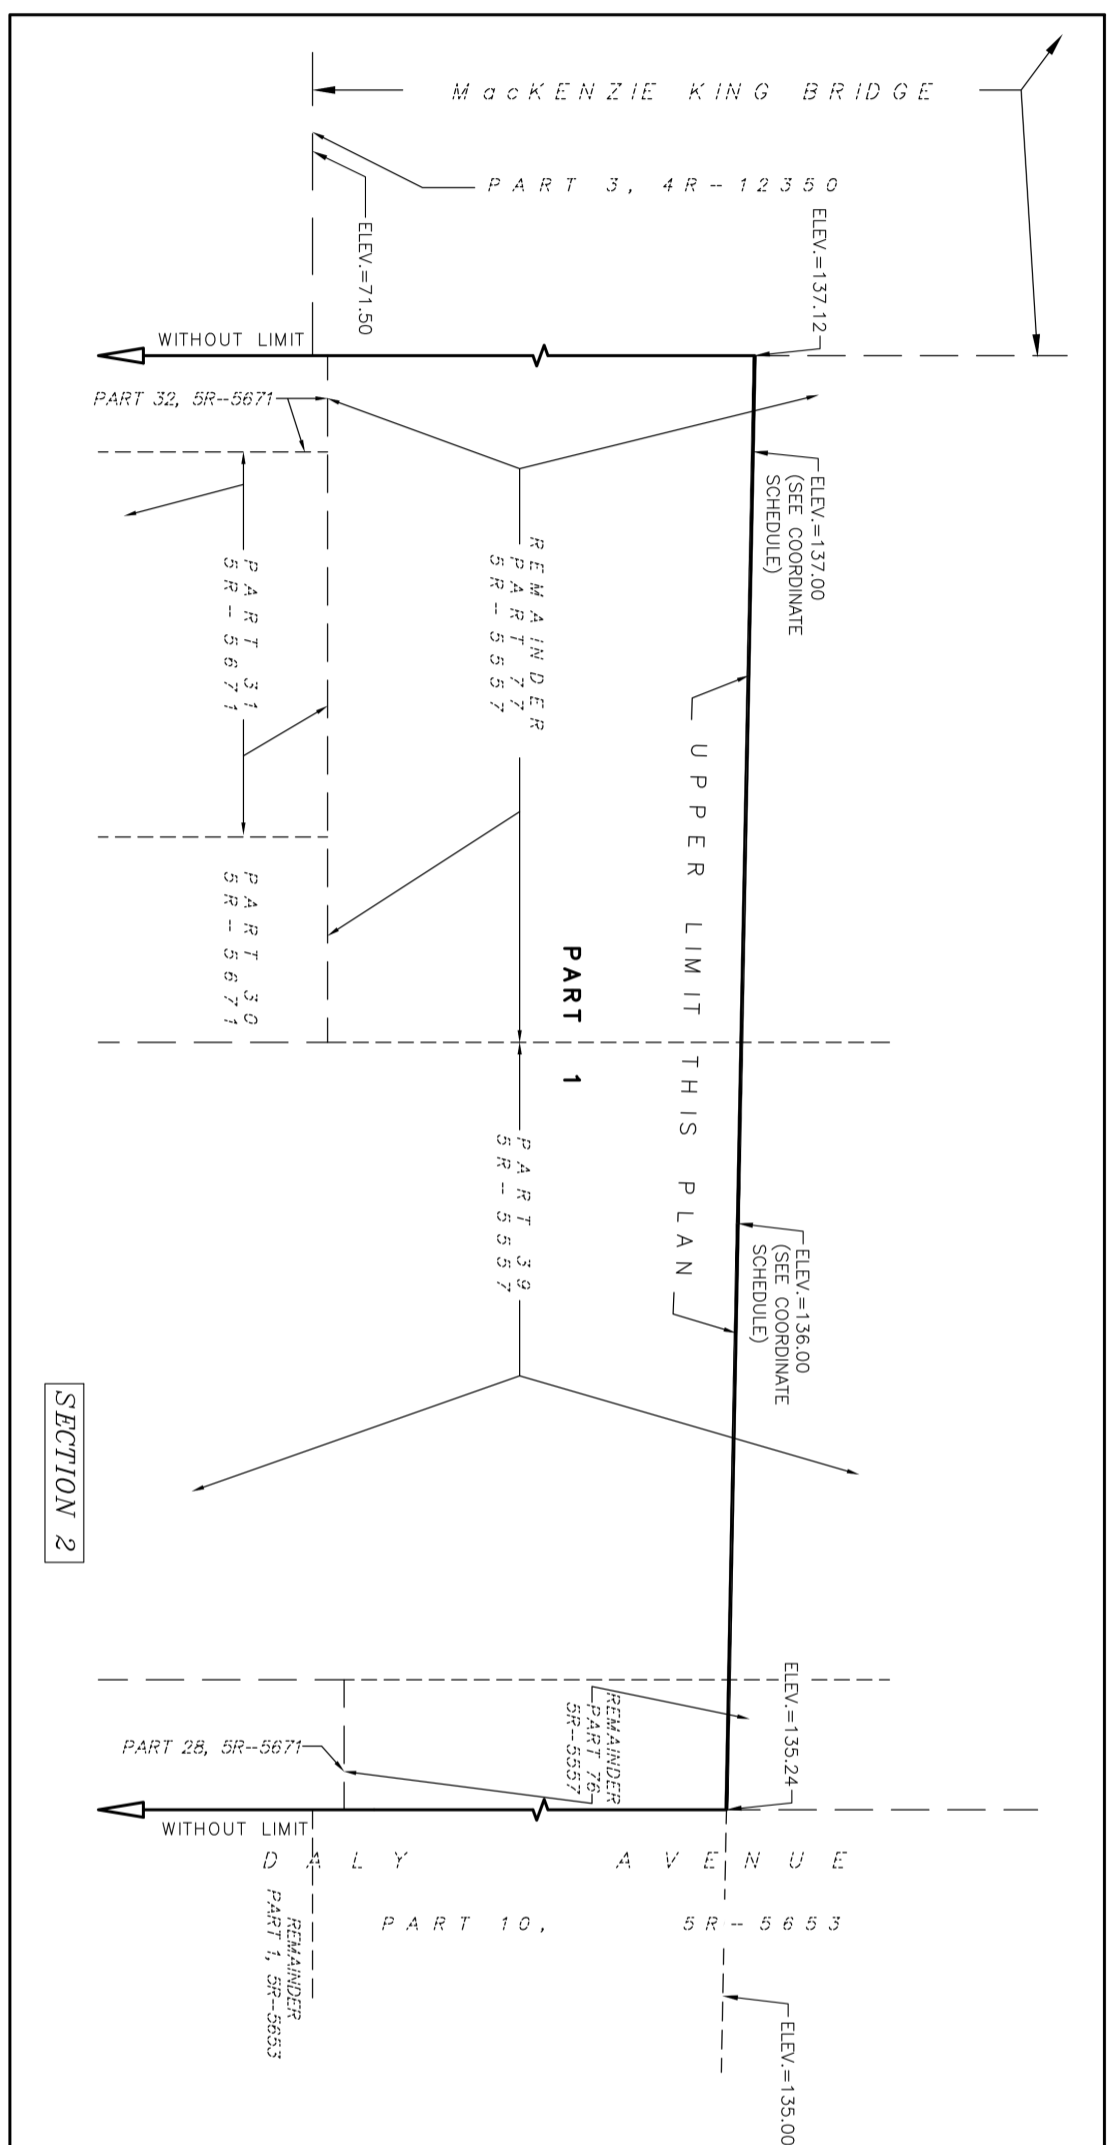 MacKENZIE KING BRIDGE
PART 3, 4R-12350
ELEV.=137.12
ELEV.=71.50
WITHOUT LIMIT
PART 32, 5R-5671
ELEV.=137.00
(SEE COORDINATE
SCHEDULE)
REMAINDER
PART 77
5R-5557
PART 31
5R-5671
UPPER LIMIT THIS PLAN
PART 30
5R-5671
PART 1
PART 39
5R-5557
ELEV.=136.00
(SEE COORDINATE
SCHEDULE)
SECTION 2
ELEV.=135.24
REMAINDER
PART 76
5R-5557
PART 28, 5R-5671
WITHOUT LIMIT
DALY AVENUE
PART 10, 5R-5653
REMAINDER
PART 1, 5R-5653
ELEV.=135.00